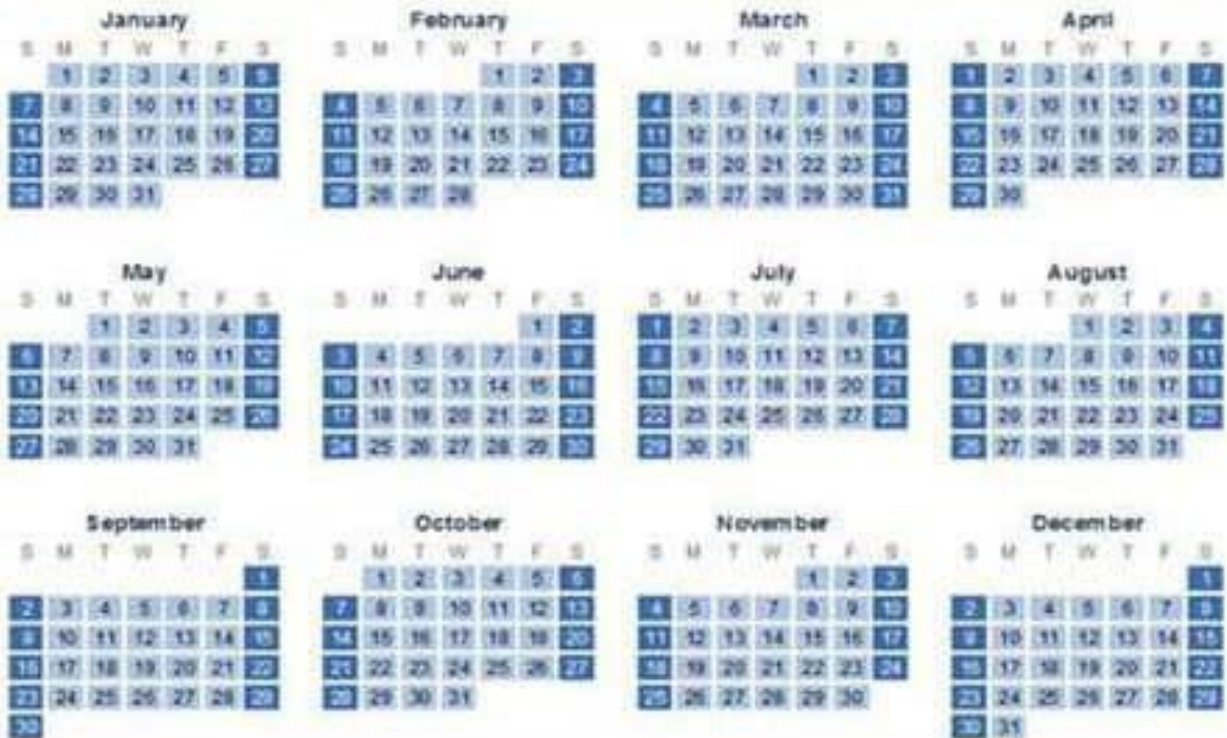 January February March April
S M T W T F S S M T W T F S S M T W T F S S M T W T F S
1 2 3 4 5 6 1 2 3 1 2 3 1 2 3 4 5 6 7
7 8 9 10 11 12 13 4 5 6 7 8 9 10 4 5 6 7 8 9 10 8 9 10 11 12 13 14
14 15 16 17 18 19 20 11 12 13 14 15 16 17 11 12 13 14 15 16 17 15 16 17 18 19 20 21
21 22 23 24 25 26 27 18 19 20 21 22 23 24 18 19 20 21 22 23 24 22 23 24 25 26 27 28
28 29 30 31 25 26 27 28 25 26 27 28 29 30 31 29 30
May June July August
S M T W T F S S M T W T F S S M T W T F S S M T W T F S
1 2 3 4 5 1 2 1 2 3 4 5 6 7 1 2 3 4
6 7 8 9 10 11 12 3 4 5 6 7 8 9 8 9 10 11 12 13 14 5 6 7 8 9 10 11
13 14 15 16 17 18 19 10 11 12 13 14 15 16 15 16 17 18 19 20 21 12 13 14 15 16 17 18
20 21 22 23 24 25 26 17 18 19 20 21 22 23 22 23 24 25 26 27 28 19 20 21 22 23 24 25
27 28 29 30 31 24 25 26 27 28 29 30 29 30 31 26 27 28 29 30 31
September October November December
S M T W T F S S M T W T F S S M T W T F S S M T W T F S
1 1 2 3 4 5 6 1 2 3 1
2 3 4 5 6 7 8 7 8 9 10 11 12 13 4 5 6 7 8 9 10 2 3 4 5 6 7 8
9 10 11 12 13 14 15 14 15 16 17 18 19 20 11 12 13 14 15 16 17 9 10 11 12 13 14 15
16 17 18 19 20 21 22 21 22 23 24 25 26 27 18 19 20 21 22 23 24 16 17 18 19 20 21 22
23 24 25 26 27 28 29 28 29 30 31 25 26 27 28 29 30 23 24 25 26 27 28 29
30 30 31